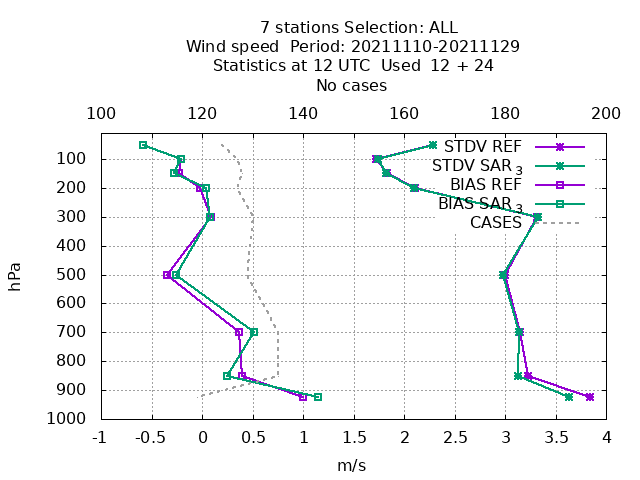 7 stations Selection: ALL
Wind speed  Period: 20211110-20211129
Statistics at 12 UTC  Used  12 + 24
No cases
100 120 140 160 180 200
STDV REF
STDV SAR 3
BIAS REF
BIAS SAR 3
CASES
hPa
100
200
300
400
500
600
700
800
900
1000
-1 -0.5 0 0.5 1 1.5 2 2.5 3 3.5 4
m/s